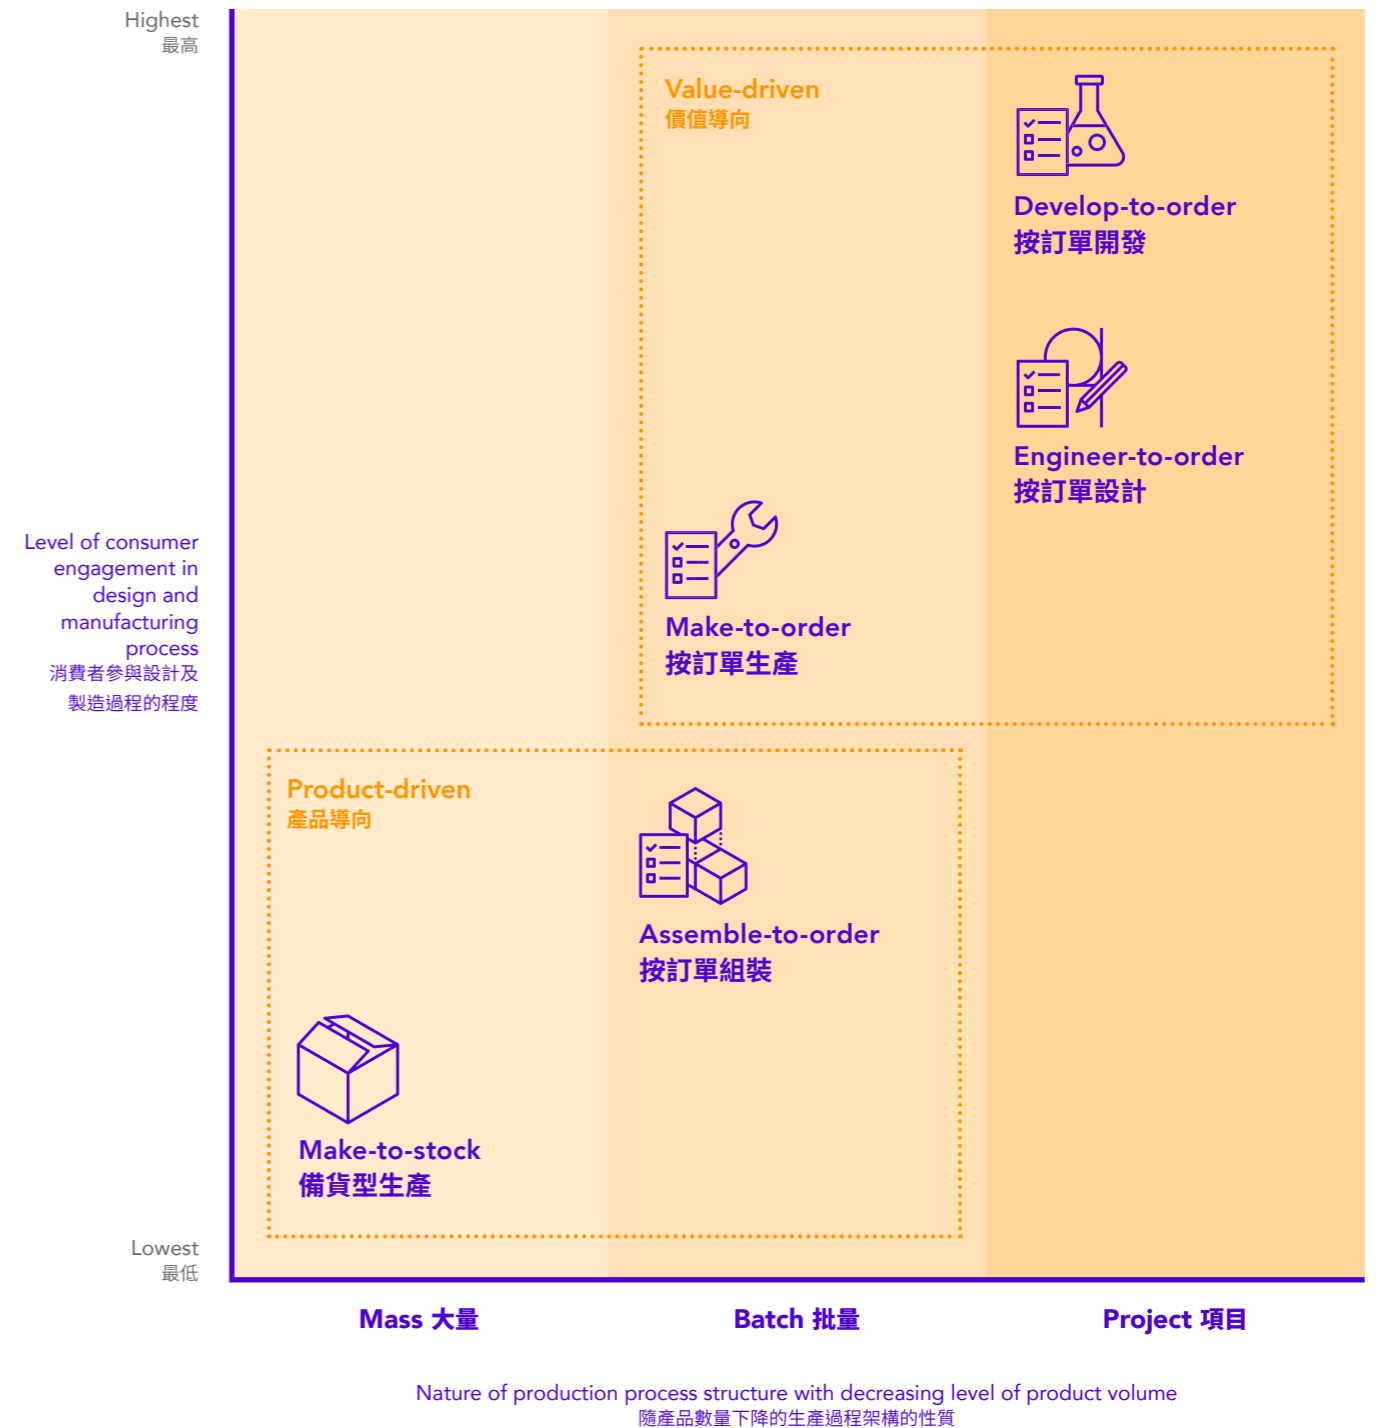 Highest
最高
Value-driven
價值導向
Develop-to-order
按訂單開發
Engineer-to-order
按訂單設計
Level of consumer
engagement in
design and
manufacturing
process
消費者參與設計及
製造過程的程度
Make-to-order
按訂單生產
Product-driven
產品導向
Assemble-to-order
按訂單組裝
Make-to-stock
備貨型生產
Lowest
最低
Mass 大量
Batch 批量
Project 項目
Nature of production process structure with decreasing level of product volume
隨產品數量下降的生產過程架構的性質